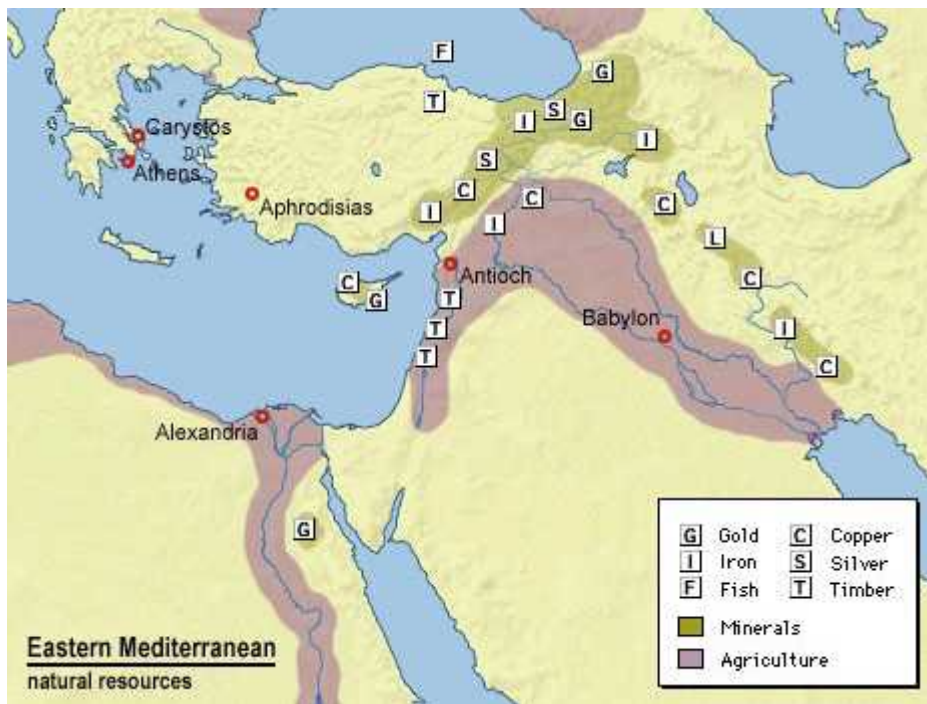 F
G
T
S
I
G
Carystos
I
S
Athens
C
C
Aphrodisias
C
I
I
L
Antioch
C
C
G
T
Babylon
T
I
T
C
Alexandria
G
G Gold C Copper
I Iron S Silver
F Fish T Timber
Minerals
Agriculture
Eastern Mediterranean
natural resources